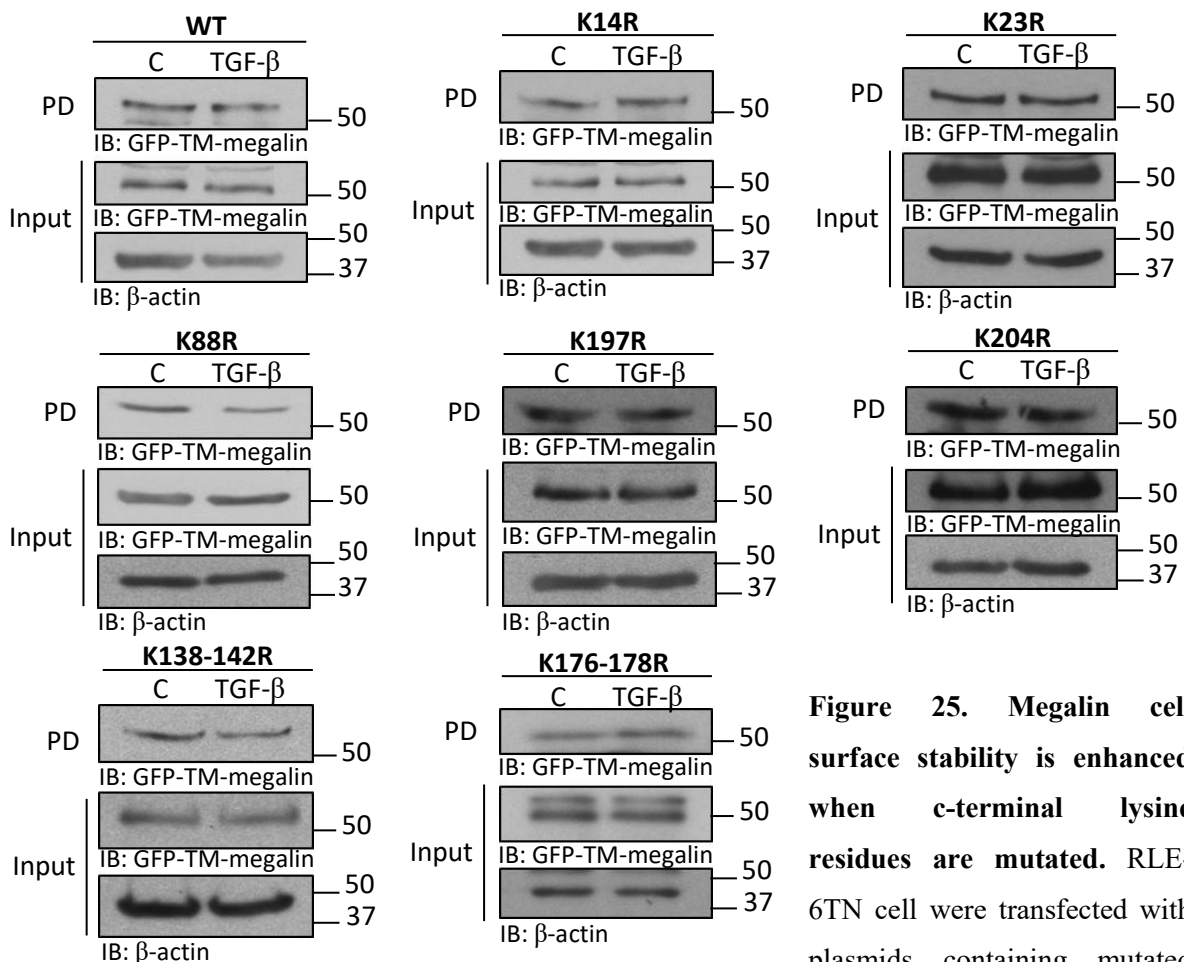 WT
C TGF-β
PD
50
IB: GFP-TM-megalin
Input
50
IB: GFP-TM-megalin
50
37
IB: β-actin
K14R
C TGF-β
PD
50
IB: GFP-TM-megalin
Input
50
IB: GFP-TM-megalin
50
37
IB: β-actin
K23R
C TGF-β
PD
50
IB: GFP-TM-megalin
Input
50
IB: GFP-TM-megalin
50
37
IB: β-actin
K88R
C TGF-β
PD
50
IB: GFP-TM-megalin
Input
50
IB: GFP-TM-megalin
50
37
IB: β-actin
K197R
C TGF-β
PD
50
IB: GFP-TM-megalin
Input
50
IB: GFP-TM-megalin
50
37
IB: β-actin
K204R
C TGF-β
PD
50
IB: GFP-TM-megalin
Input
50
IB: GFP-TM-megalin
50
37
IB: β-actin
K138-142R
C TGF-β
PD
50
IB: GFP-TM-megalin
Input
50
IB: GFP-TM-megalin
50
37
IB: β-actin
K176-178R
C TGF-β
PD
50
IB: GFP-TM-megalin
Input
50
IB: GFP-TM-megalin
50
37
IB: β-actin
Figure 25. Megalin cell
surface stability is enhanced
when c-terminal lysine
residues are mutated. RLE-
6TN cell were transfected with
plasmids containing mutated